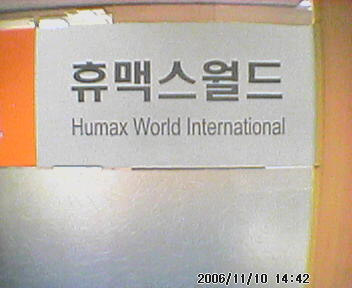 휴맥스월드
Humax World International
2006/11/10 14:42